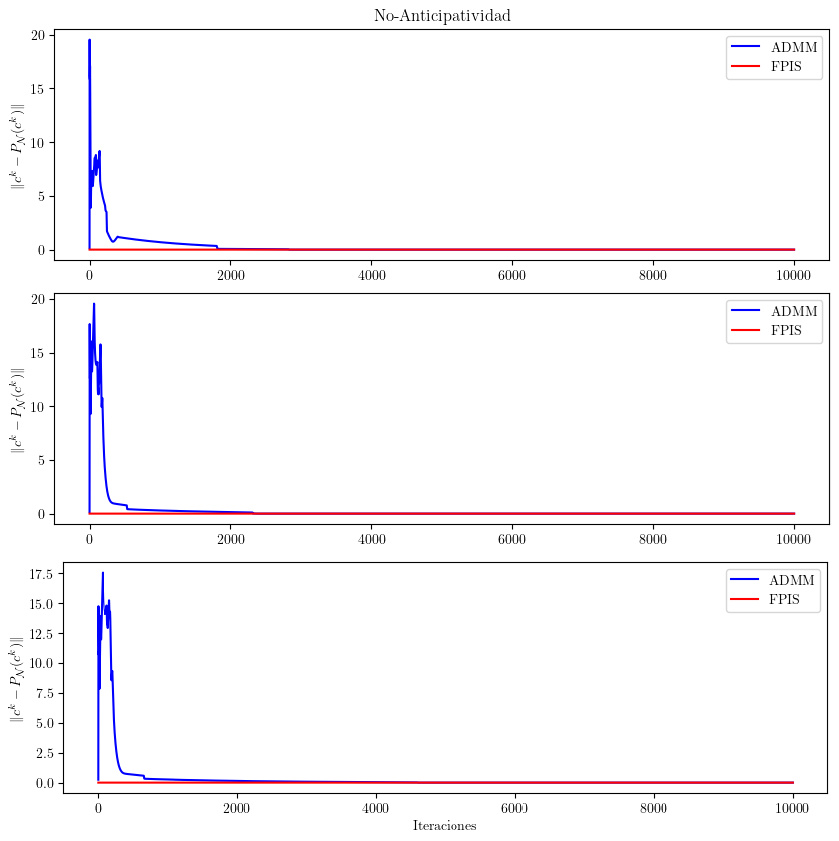 No-Anticipatividad
20
15
10
5
0
‖c^k − P_𝒩(c^k)‖
ADMM
FPIS
0 2000 4000 6000 8000 10000
20
15
10
5
0
‖c^k − P_𝒩(c^k)‖
ADMM
FPIS
0 2000 4000 6000 8000 10000
17.5
15.0
12.5
10.0
7.5
5.0
2.5
0.0
‖c^k − P_𝒩(c^k)‖
ADMM
FPIS
0 2000 4000 6000 8000 10000
Iteraciones